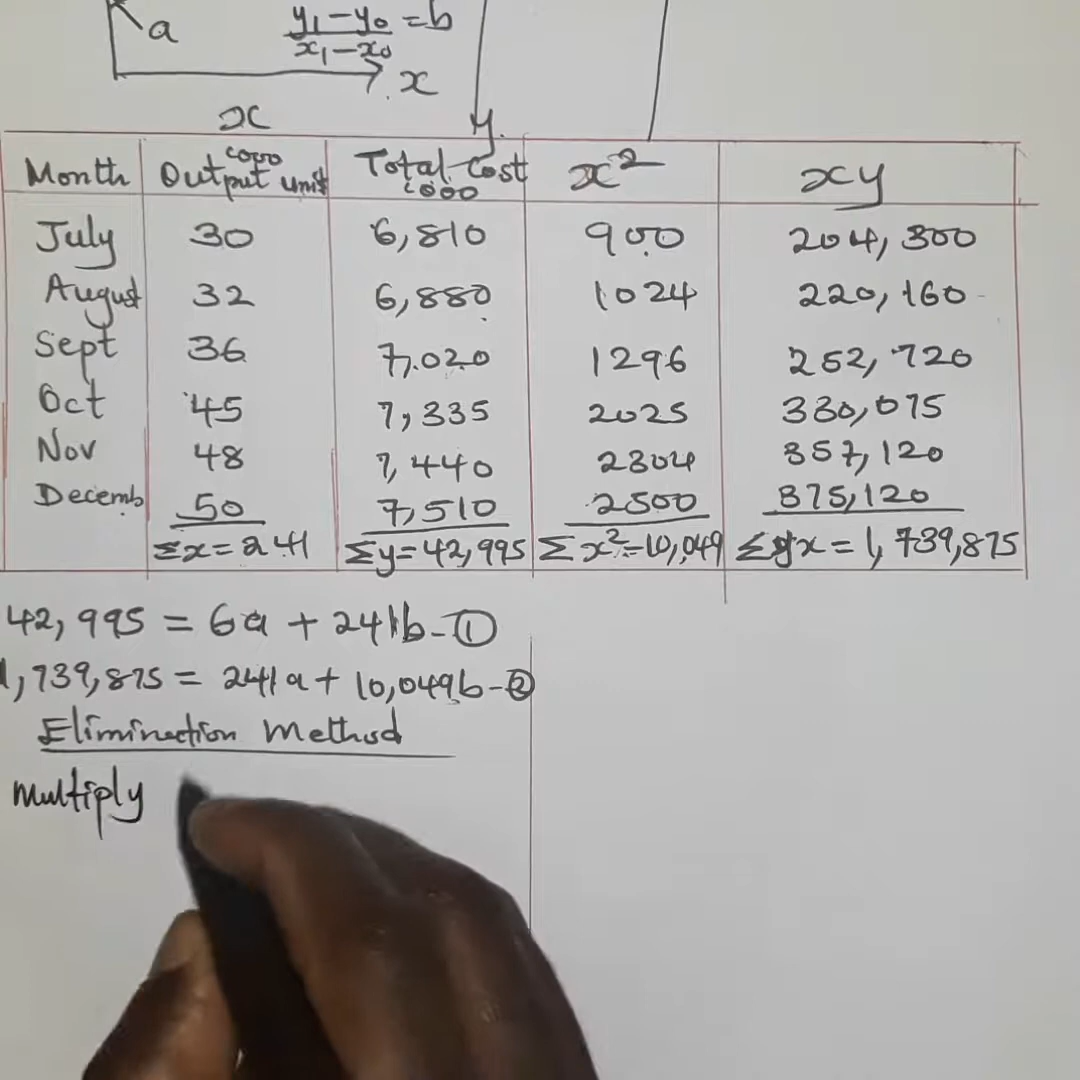 a y₁-y₀ = b
x₁-x₀
x
x y
Month Output unit Total Cost x² xy
'000 '000
July 30 6,810 900 204,300
August 32 6,880 1024 220,160
Sept 36 7,020 1296 252,720
Oct 45 7,335 2025 330,075
Nov 48 7,440 2304 357,120
Decemb 50 7,510 2500 375,120
Σx=241 Σy=42,995 Σx²=10,049 Σyx=1,739,875
42,995 = 6a + 241b-①
1,739,875 = 241a + 10,049b-②
Elimination Method
Multiply